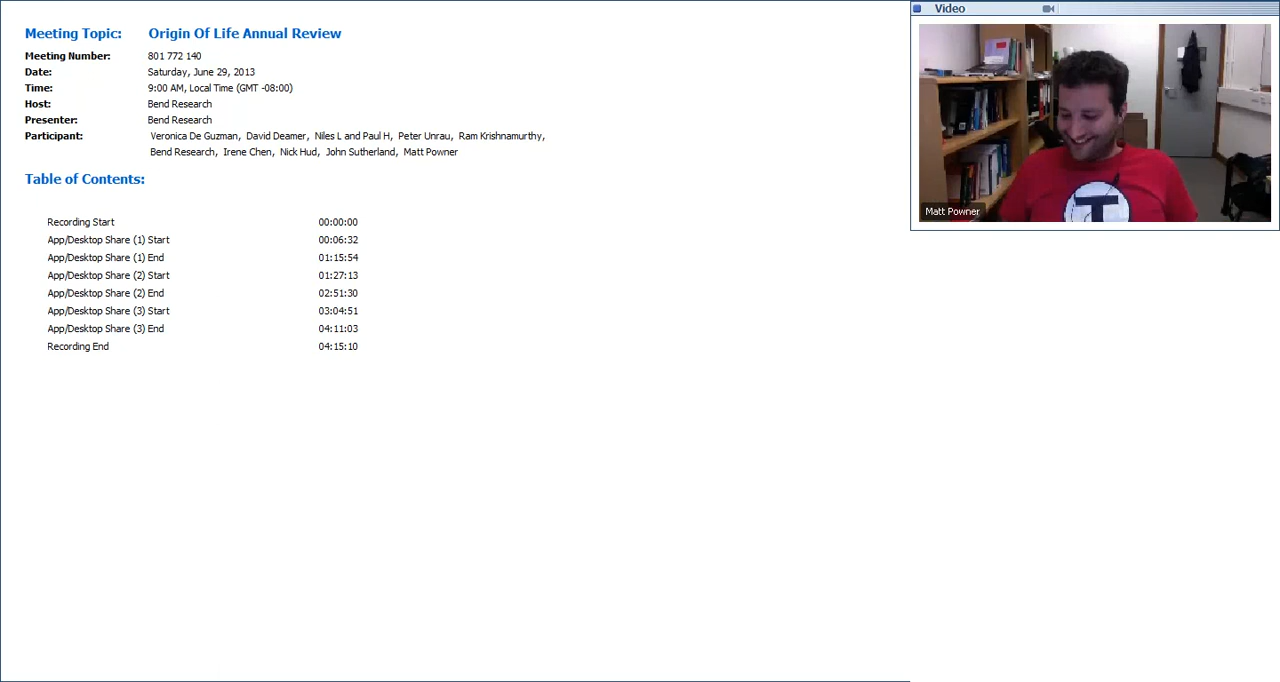 Meeting Topic: Origin Of Life Annual Review
Meeting Number: 801 772 140
Date: Saturday, June 29, 2013
Time: 9:00 AM, Local Time (GMT -08:00)
Host: Bend Research
Presenter: Bend Research
Participant: Veronica De Guzman, David Deamer, Niles L and Paul H, Peter Unrau, Ram Krishnamurthy,
Bend Research, Irene Chen, Nick Hud, John Sutherland, Matt Powner
Table of Contents:
Recording Start 00:00:00
App/Desktop Share (1) Start 00:06:32
App/Desktop Share (1) End 01:15:54
App/Desktop Share (2) Start 01:27:13
App/Desktop Share (2) End 02:51:30
App/Desktop Share (3) Start 03:04:51
App/Desktop Share (3) End 04:11:03
Recording End 04:15:10
Video
T
Matt Powner